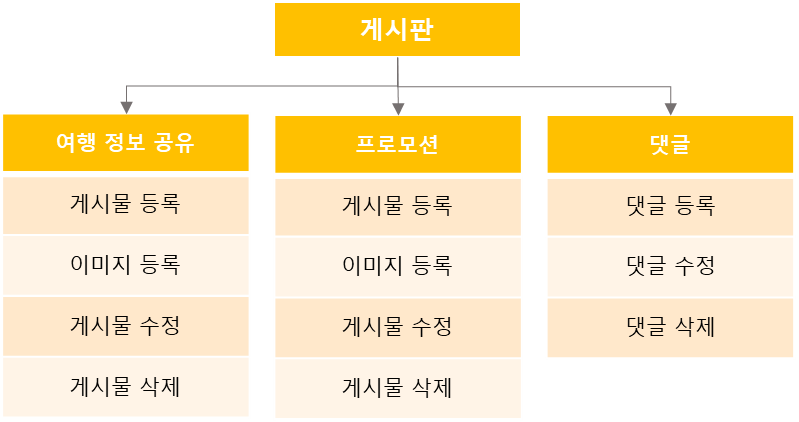 게시판
여행 정보 공유
게시물 등록
이미지 등록
게시물 수정
게시물 삭제
프로모션
게시물 등록
이미지 등록
게시물 수정
게시물 삭제
댓글
댓글 등록
댓글 수정
댓글 삭제